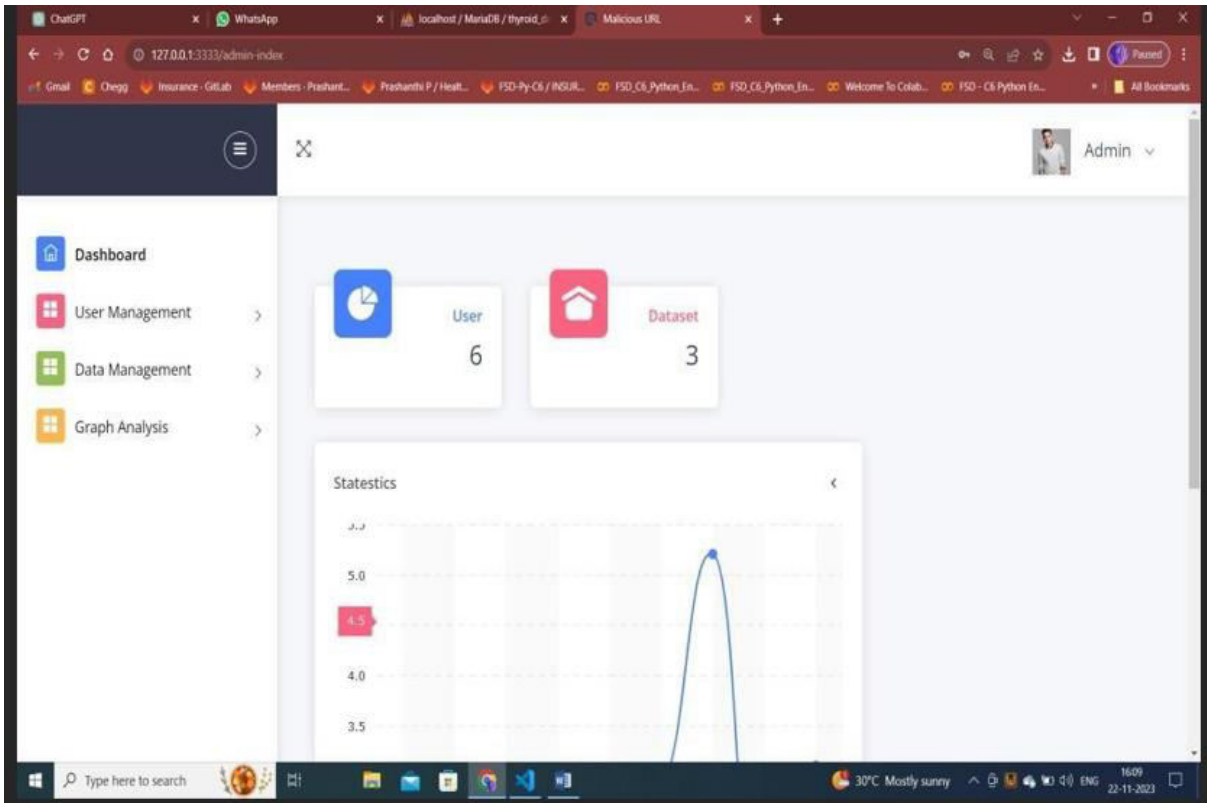 ChatGPT WhatsApp localhost / MariaDB / thyroid_ Malicious URL
127.0.0.1:3333/admin-index Paused
Gmail Chegg Insurance · GitLab Members · Prashant... Prashanthi P / Healt... FSD-Py-C6 / INSUR... FSD_C6_Python_En... FSD_C6_Python_En... Welcome To Colab... FSD - C6 Python En... » All Bookmarks
Admin
Dashboard
User Management
Data Management
Graph Analysis
User
6
Dataset
3
Statestics
5.5
5.0
4.5
4.0
3.5
Type here to search 30°C Mostly sunny ENG 16:09
22-11-2023